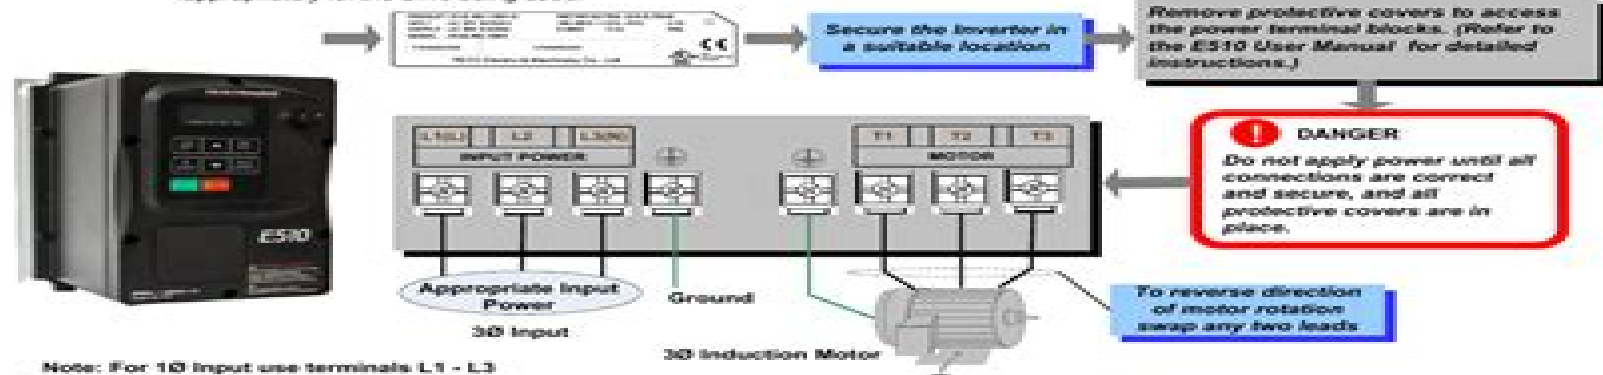 Secure the Inverter in
a suitable location
Remove protective covers to access
the power terminal blocks. (Refer to
the E510 User Manual for detailed
instructions.)
DANGER
Do not apply power until all
connections are correct
and secure, and all
protective covers are in
place.
L1(L) L2 L3(N)
INPUT POWER
T1 T2 T3
MOTOR
E510
Appropriate Input
Power
Ground
3Ø Input
3Ø Induction Motor
To reverse direction
of motor rotation
swap any two leads
Note: For 1Ø Input use terminals L1 - L3